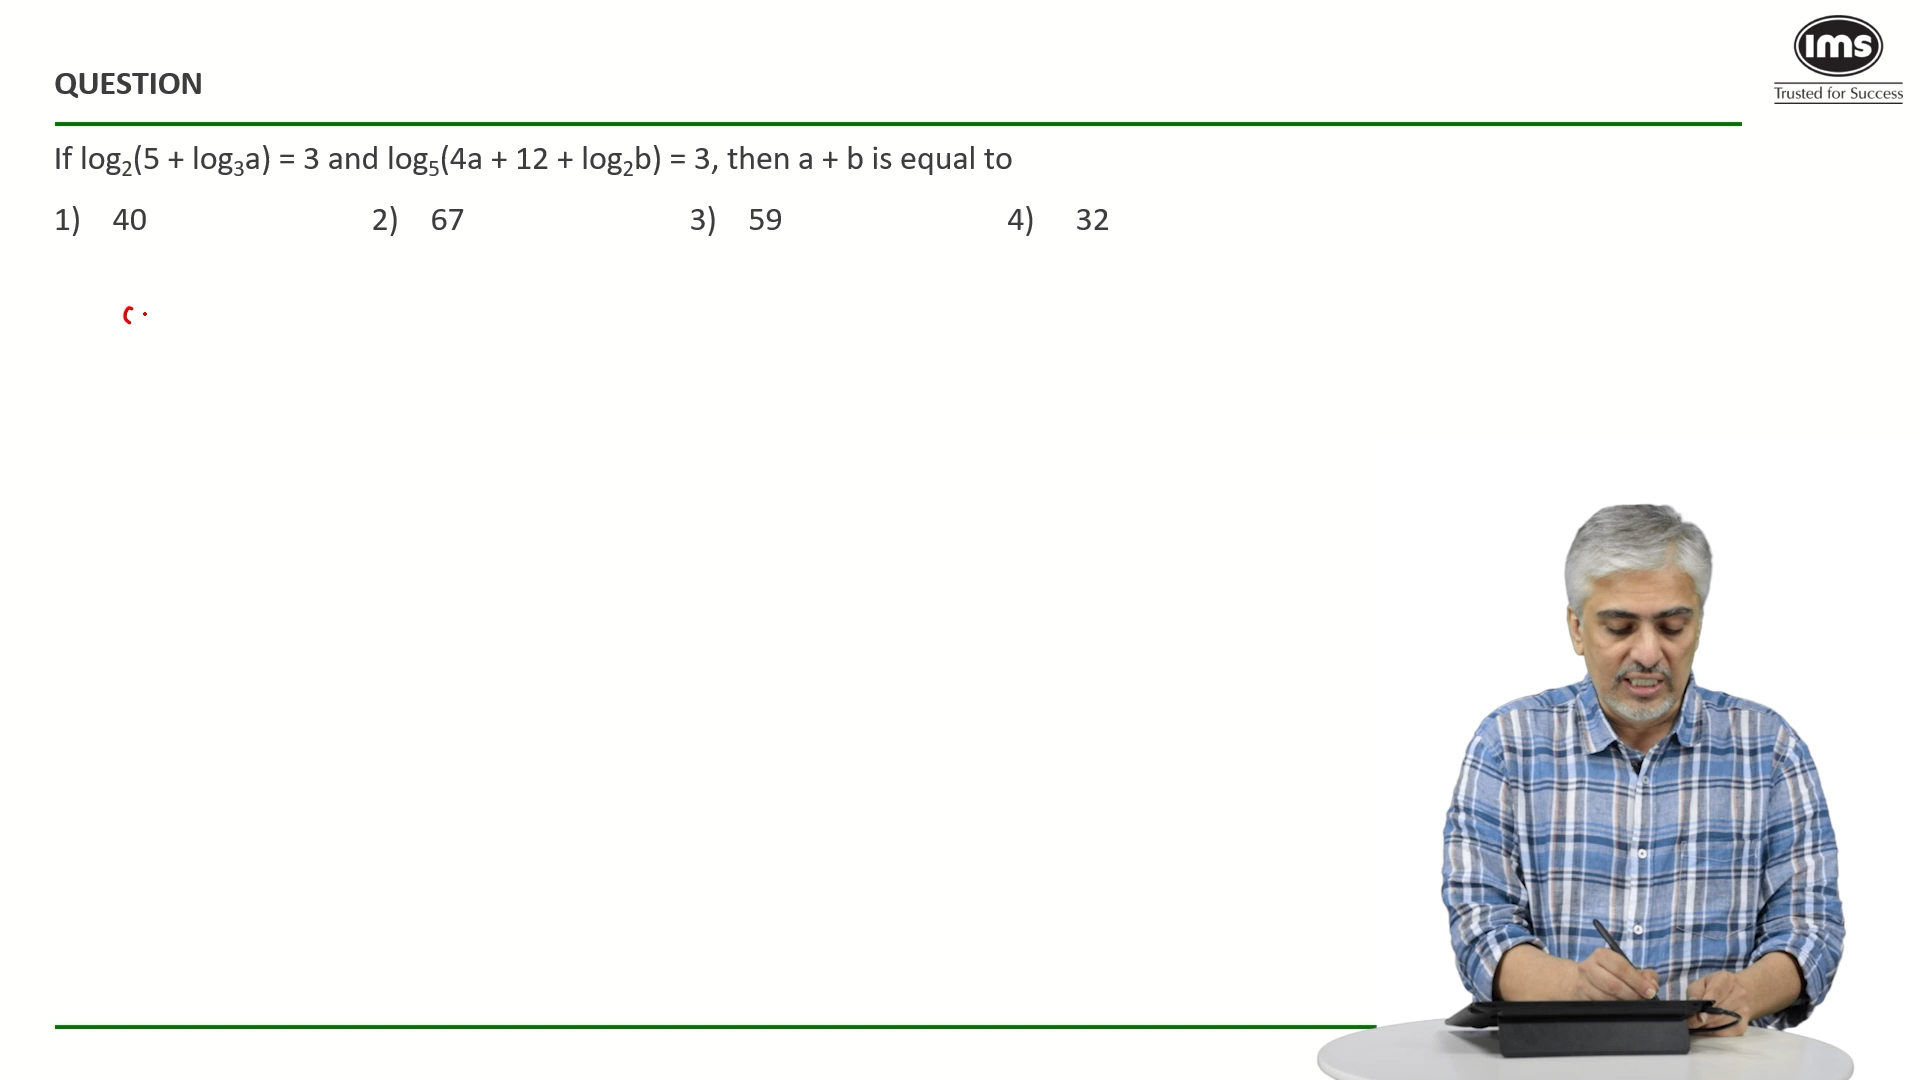 ims
Trusted for Success
QUESTION
If log₂(5 + log₃a) = 3 and log₅(4a + 12 + log₂b) = 3, then a + b is equal to
1) 40 2) 67 3) 59 4) 32